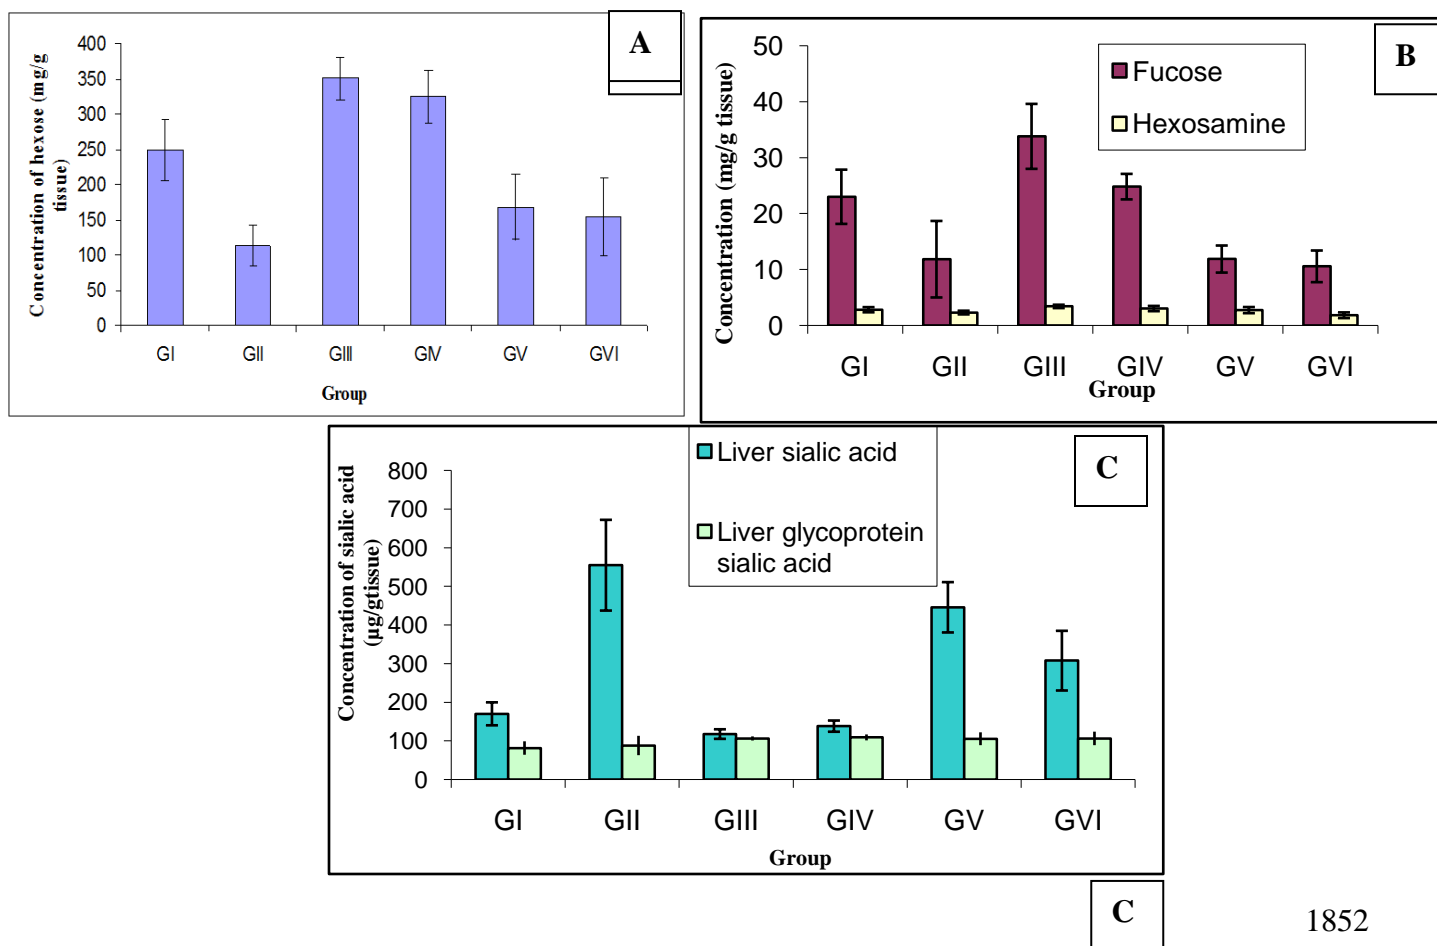 A
Concentration of hexose (mg/g
tissue)
400
350
300
250
200
150
100
50
0
GI GII GIII GIV GV GVI
Group
B
Concentration (mg/g tissue)
50
40
30
20
10
0
Fucose
Hexosamine
GI GII GIII GIV GV GVI
Group
C
Concentration of sialic acid
(µg/gtissue)
800
700
600
500
400
300
200
100
0
Liver sialic acid
Liver glycoprotein
sialic acid
GI GII GIII GIV GV GVI
Group
C
1852